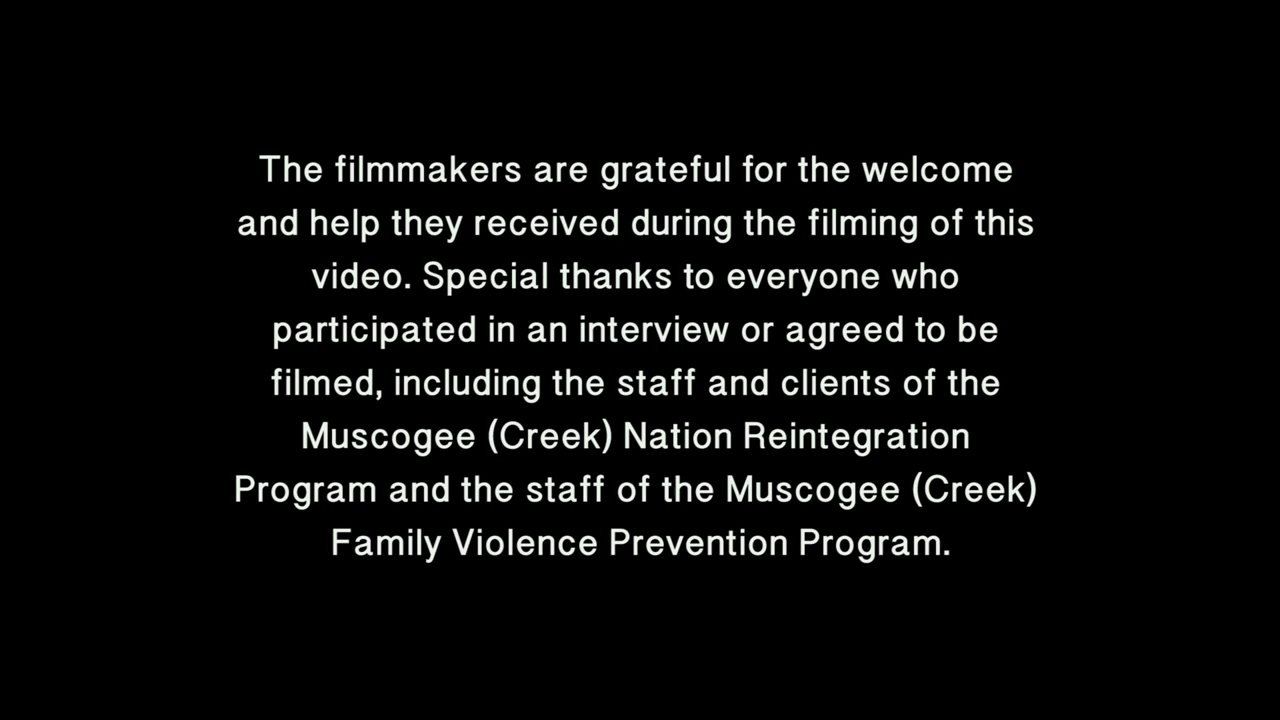 The filmmakers are grateful for the welcome
and help they received during the filming of this
video. Special thanks to everyone who
participated in an interview or agreed to be
filmed, including the staff and clients of the
Muscogee (Creek) Nation Reintegration
Program and the staff of the Muscogee (Creek)
Family Violence Prevention Program.